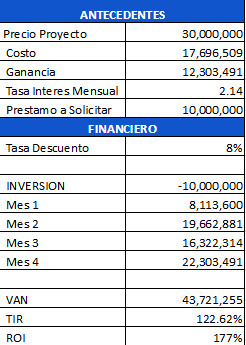 ANTECEDENTES
Precio Proyecto 30,000,000
Costo 17,696,509
Ganancia 12,303,491
Tasa Interes Mensual 2.14
Prestamo a Solicitar 10,000,000
FINANCIERO
Tasa Descuento 8%
INVERSION -10,000,000
Mes 1 8,113,600
Mes 2 19,662,881
Mes 3 16,322,314
Mes 4 22,303,491
VAN 43,721,255
TIR 122.62%
ROI 177%